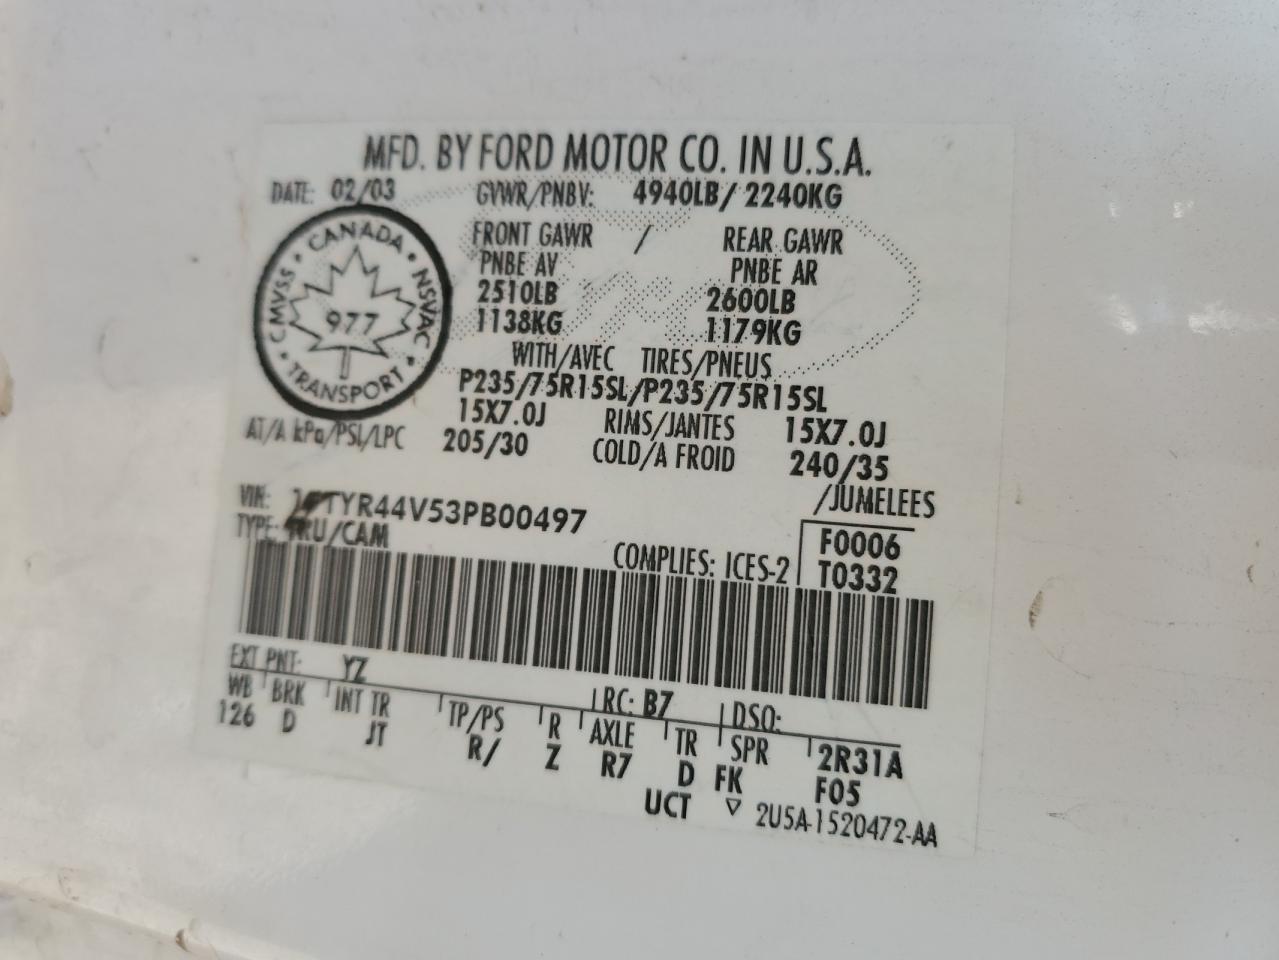 MFD. BY FORD MOTOR CO. IN U.S.A.
DATE: 02/03 GVWR/PNBV: 4940LB/ 2240KG
FRONT GAWR / REAR GAWR
PNBE AV PNBE AR
2510LB 2600LB
1138KG 1179KG
WITH/AVEC TIRES/PNEUS
P235/75R15SL/P235/75R15SL
15X7.0J RIMS/JANTES 15X7.0J
AT/A kPa/PSI/LPC 205/30 COLD/A FROID 240/35
CANADA • NSVAC • TRANSPORT • CMVSS •
977
/JUMELEES
VIN: TYR44V53PB00497
TYPE: TRU/CAM
COMPLIES: ICES-2 F0006
T0332
EXT PNT: YZ RC: B7 DSO:
WB BRK INT TR TP/PS R AXLE TR SPR 2R31A
126 D JT R/ Z R7 D FK F05
UCT ▽ 2U5A-1520472-AA